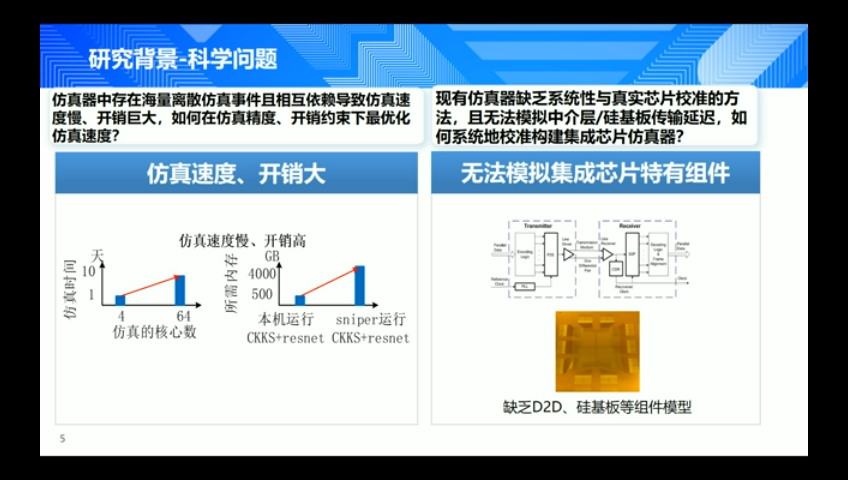 研究背景-科学问题
仿真器中存在海量离散仿真事件且相互依赖导致仿真速
度慢、开销巨大，如何在仿真精度、开销约束下最优化
仿真速度？
现有仿真器缺乏系统性与真实芯片校准的方
法，且无法模拟中介层/硅基板传输延迟，如
何系统地校准构建集成芯片仿真器？
仿真速度、开销大
仿真速度慢、开销高
天
10
1
仿真时间
4 64
仿真的核心数
GB
4000
500
所需内存
本机运行 sniper运行
CKKS+resnet CKKS+resnet
无法模拟集成芯片特有组件
Transmitter
Receiver
PLL
缺乏D2D、硅基板等组件模型
5